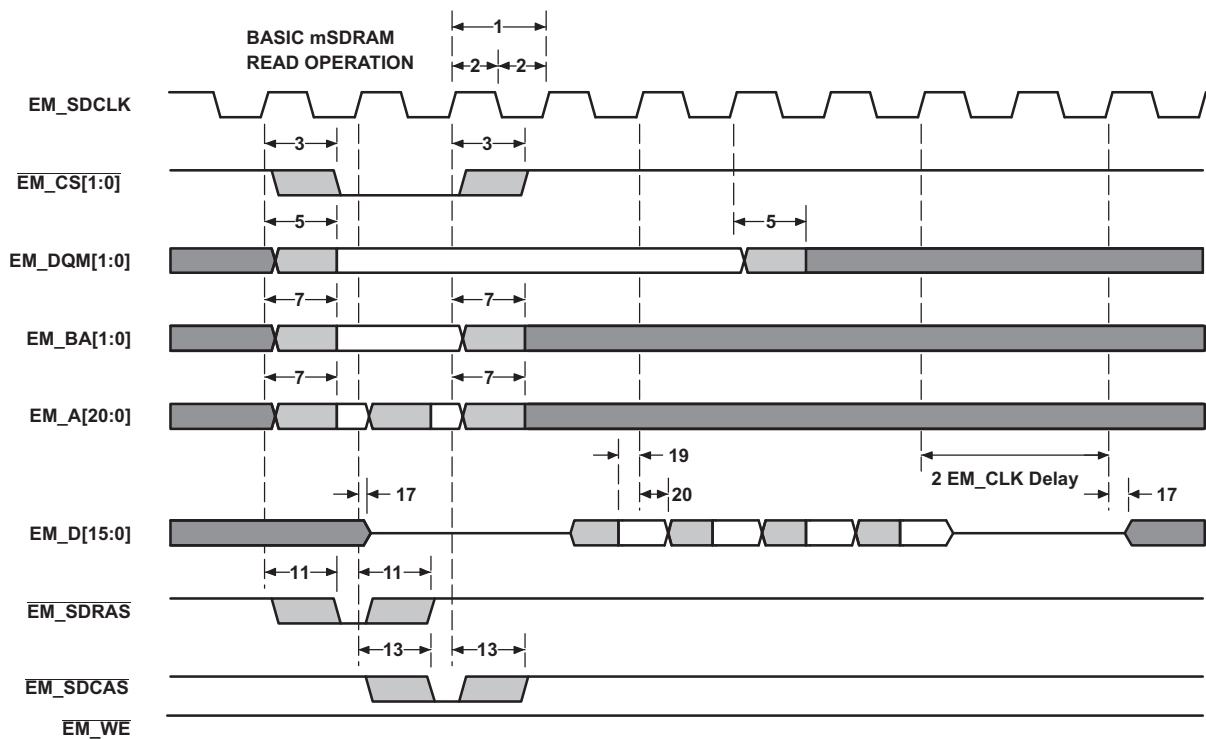 1
BASIC mSDRAM
READ OPERATION
2 2
EM_SDCLK
3 3
EM_CS[1:0]
5 5
EM_DQM[1:0]
7 7
EM_BA[1:0]
7 7
EM_A[20:0]
19
2 EM_CLK Delay
17 20 17
EM_D[15:0]
11 11
EM_SDRAS
13 13
EM_SDCAS
EM_WE